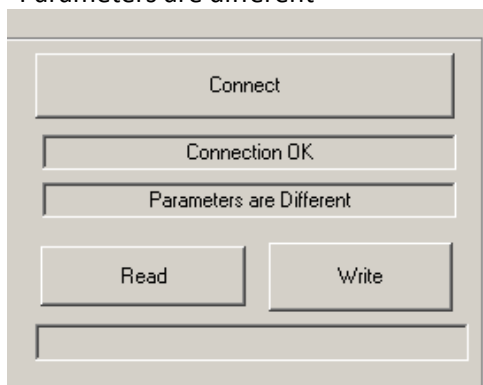 Parameters are different
Connect
Connection OK
Parameters are Different
Read Write